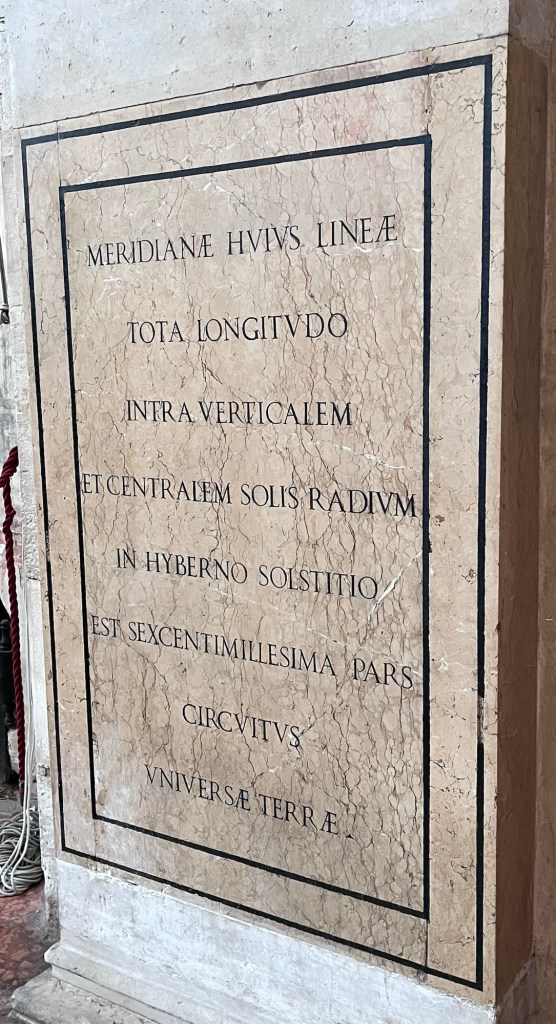 MERIDIANÆ HVIVS LINEÆ
TOTA LONGITVDO
INTRA VERTICALEM
ET CENTRALEM SOLIS RADIVM
IN HYBERNO SOLSTITIO
EST SEXCENTIMILLESIMA PARS
CIRCVITVS
VNIVERSÆ TERRÆ.